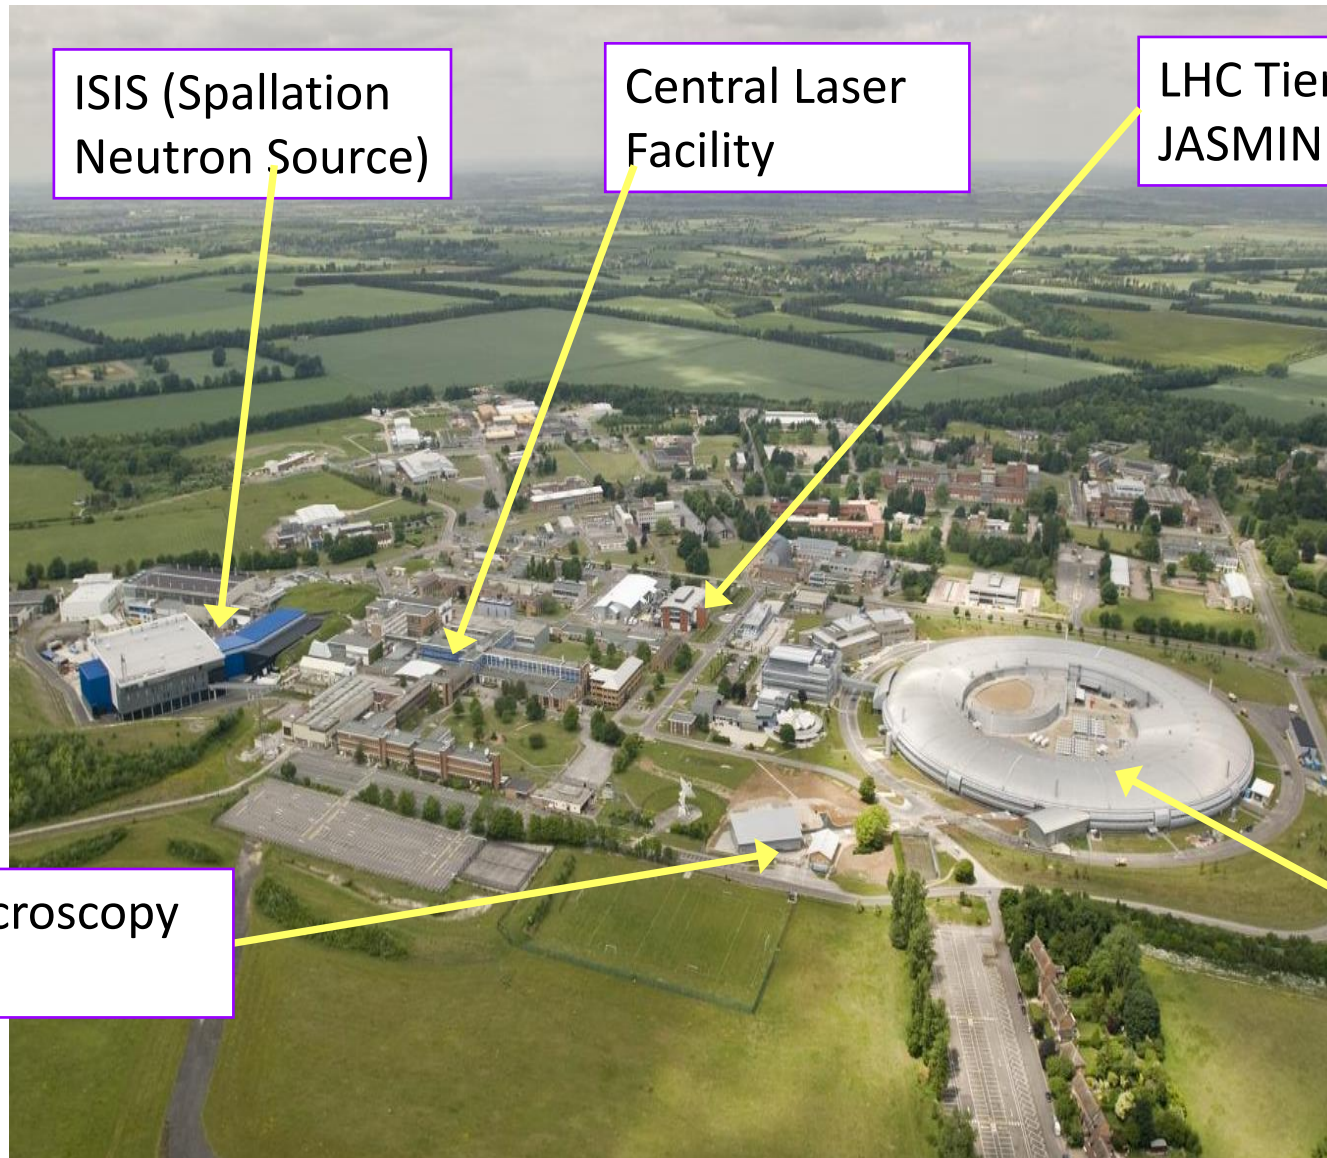 ISIS (Spallation
Neutron Source)
Central Laser
Facility
LHC Tier
JASMIN
croscopy